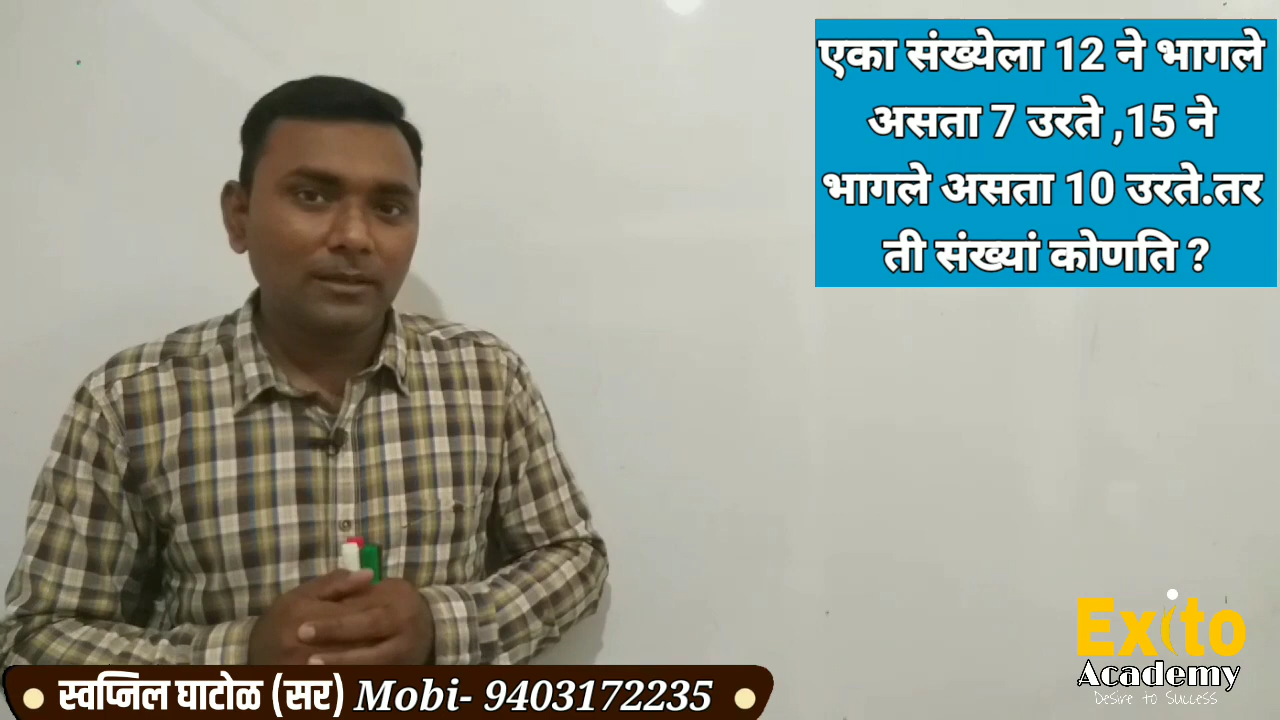 एका संख्येला 12 ने भागले
असता 7 उरते ,15 ने
भागले असता 10 उरते.तर
ती संख्यां कोणति ?
Exito
Academy
Desire to Success
स्वप्निल घाटोळ (सर) Mobi- 9403172235